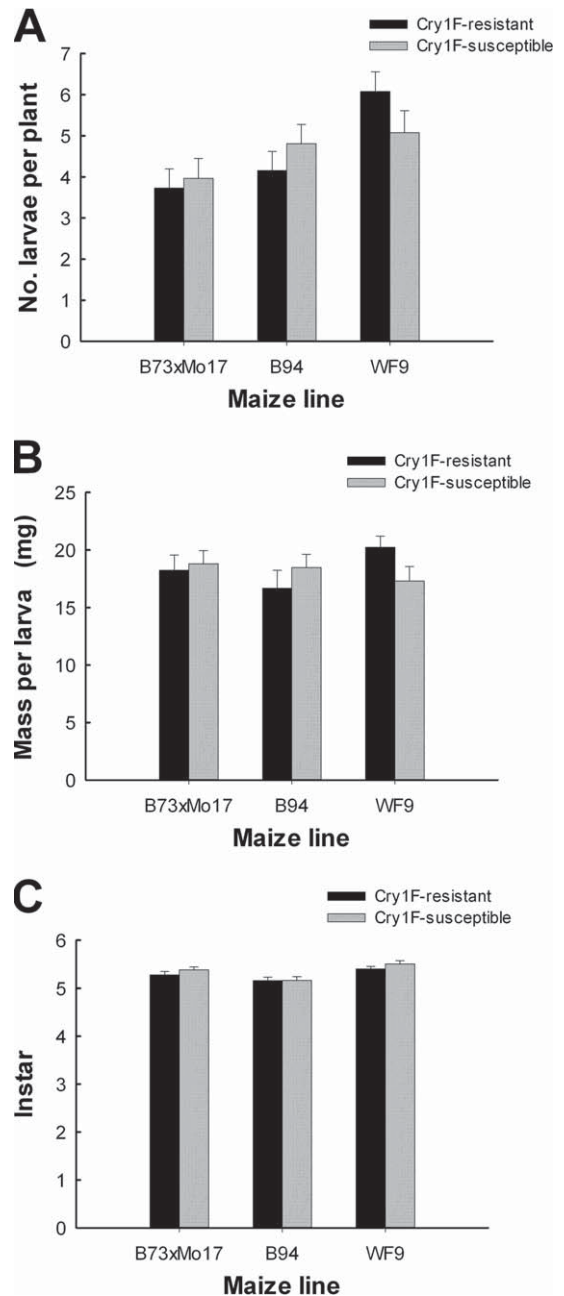 A
Cry1F-resistant
Cry1F-susceptible
No. larvae per plant
7
6
5
4
3
2
1
0
B73xMo17 B94 WF9
Maize line
B
Cry1F-resistant
Cry1F-susceptible
Mass per larva (mg)
25
20
15
10
5
0
B73xMo17 B94 WF9
Maize line
C
Cry1F-resistant
Cry1F-susceptible
Instar
6
5
4
3
2
1
0
B73xMo17 B94 WF9
Maize line